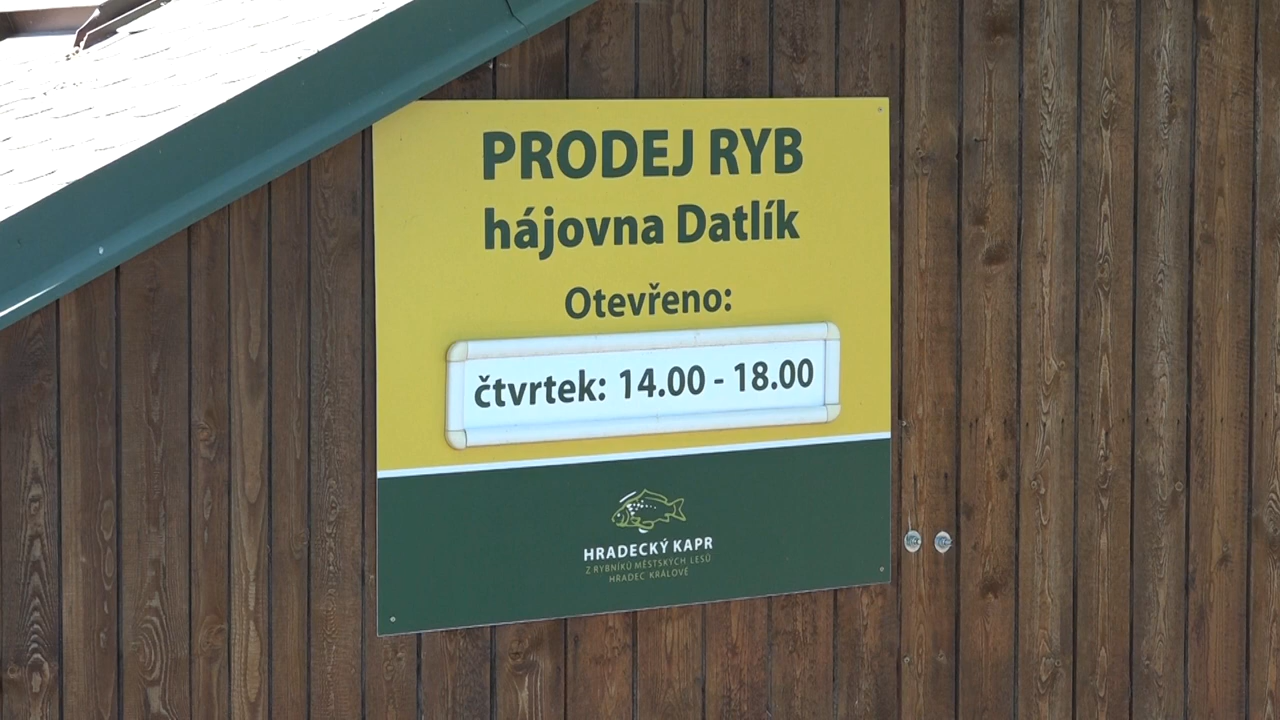 PRODEJ RYB
hájovna Datlík
Otevřeno:
čtvrtek: 14.00 - 18.00
HRADECKÝ KAPR
Z RYBNÍKŮ MĚSTSKÝCH LESŮ
HRADEC KRÁLOVÉ